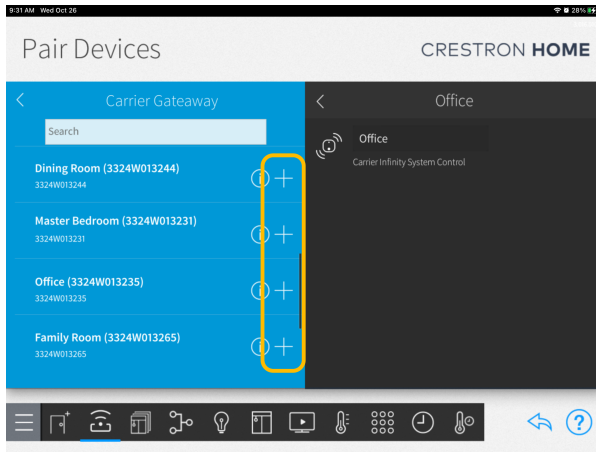 9:31 AM Wed Oct 26
28%
Pair Devices
CRESTRON HOME
Carrier Gateaway
Office
Search
Office
Carrier Infinity System Control
Dining Room (3324W013244)
3324W013244
Master Bedroom (3324W013231)
3324W013231
Office (3324W013235)
3324W013235
Family Room (3324W013265)
3324W013265